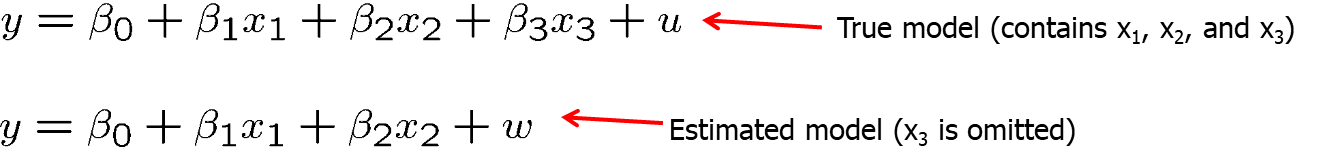 y = β₀ + β₁x₁ + β₂x₂ + β₃x₃ + u True model (contains x₁, x₂, and x₃)
y = β₀ + β₁x₁ + β₂x₂ + w Estimated model (x₃ is omitted)